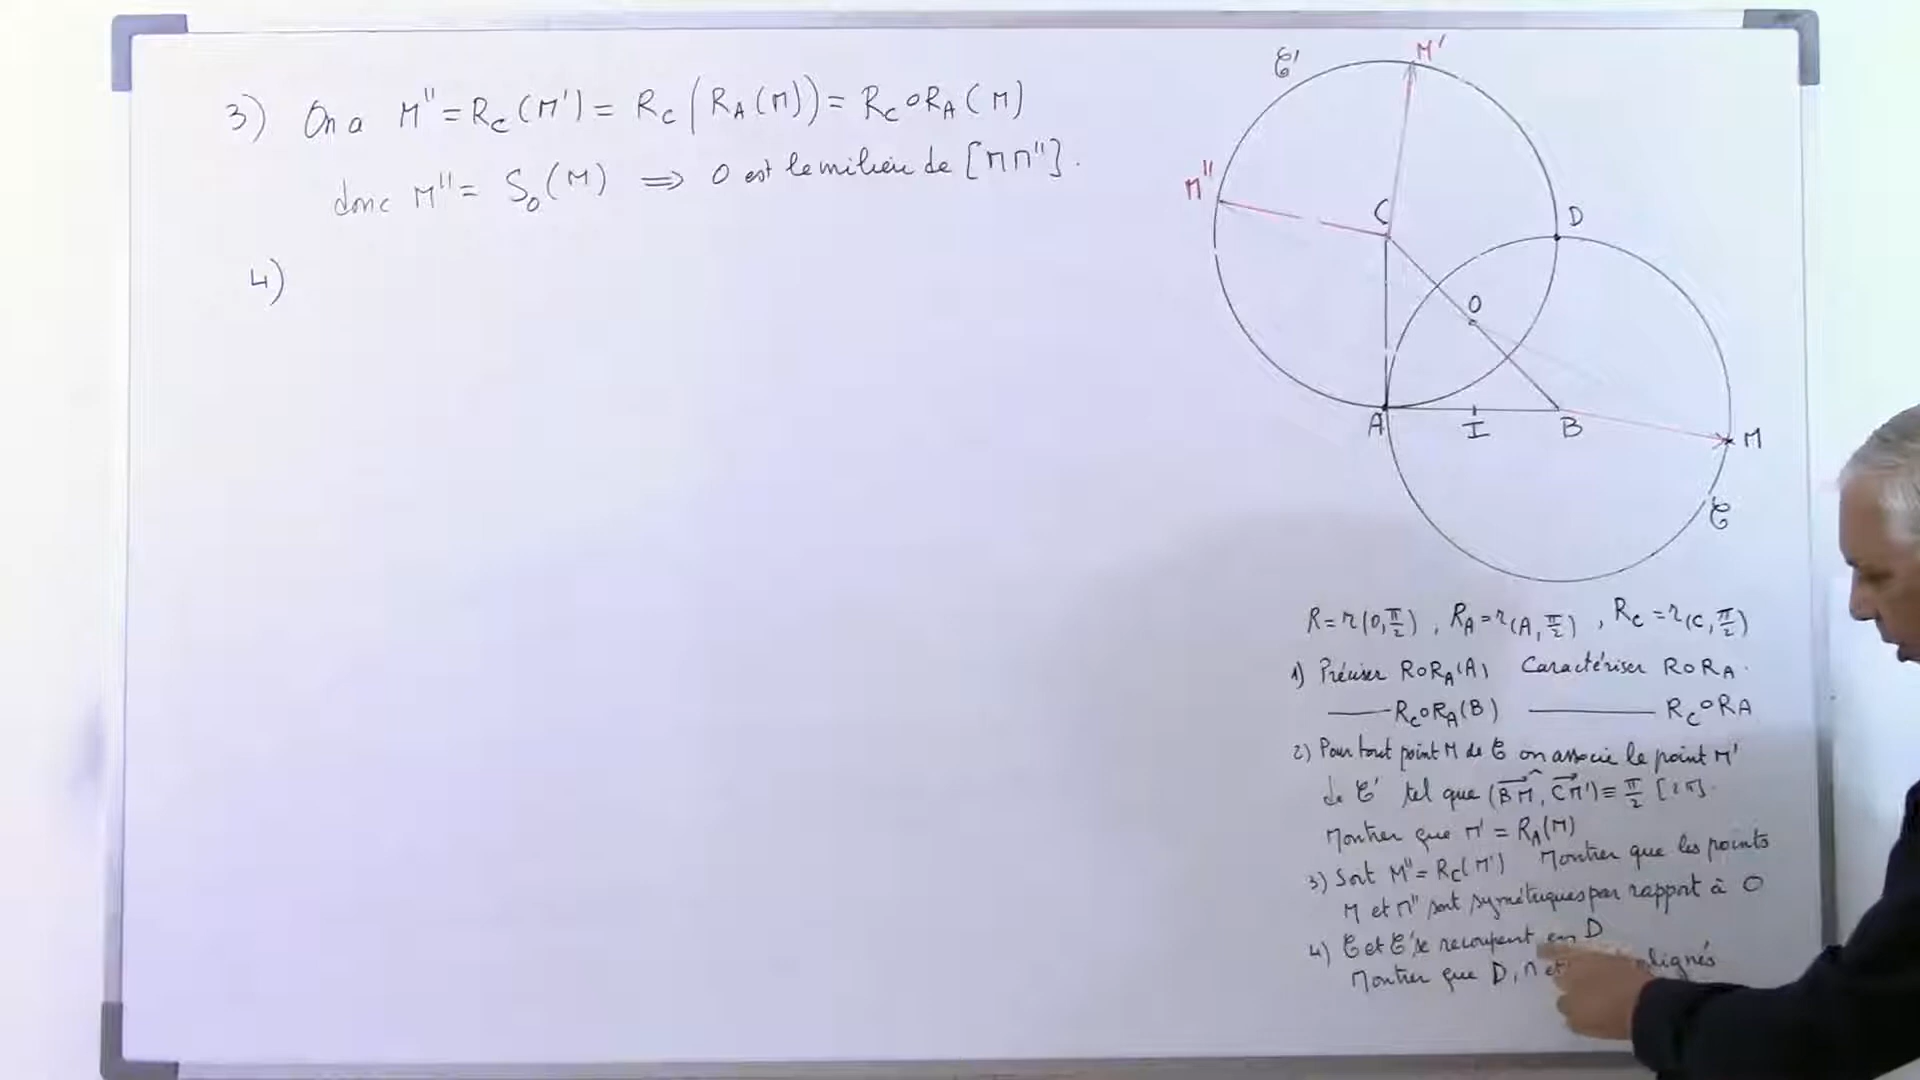 3) On a M" = R_C(M') = R_C(R_A(M)) = R_C∘R_A(M)
donc M" = S_O(M) ⟹ O est le milieu de [MM"].
4)
𝒞'
M'
M"
C
D
O
A
I
B
M
𝒞
R = r(O, π/2), R_A = r(A, π/2), R_C = r(C, π/2)
1) Préciser R∘R_A(A) Caractériser R∘R_A.
——— R_C∘R_A(B) ——— R_C∘R_A
2) Pour tout point M de 𝒞 on associe le point M'
de 𝒞' tel que (BM→, CM'→) ≡ π/2 [2π].
Montrer que M' = R_A(M)
3) Soit M" = R_C(M') Montrer que les points
M et M" sont symétriques par rapport à O
4) 𝒞 et 𝒞' se recoupent en D
Montrer que D, M et alignés